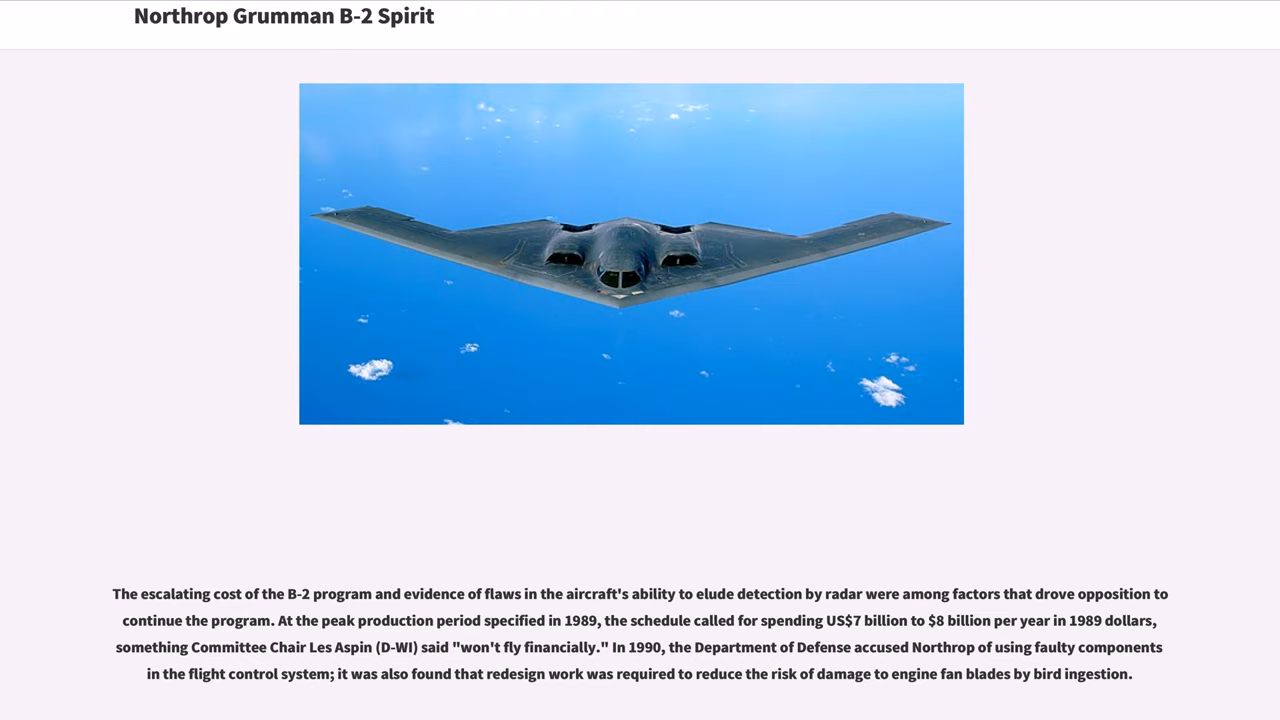 Northrop Grumman B-2 Spirit
The escalating cost of the B-2 program and evidence of flaws in the aircraft's ability to elude detection by radar were among factors that drove opposition to
continue the program. At the peak production period specified in 1989, the schedule called for spending US$7 billion to $8 billion per year in 1989 dollars,
something Committee Chair Les Aspin (D-WI) said "won't fly financially." In 1990, the Department of Defense accused Northrop of using faulty components
in the flight control system; it was also found that redesign work was required to reduce the risk of damage to engine fan blades by bird ingestion.